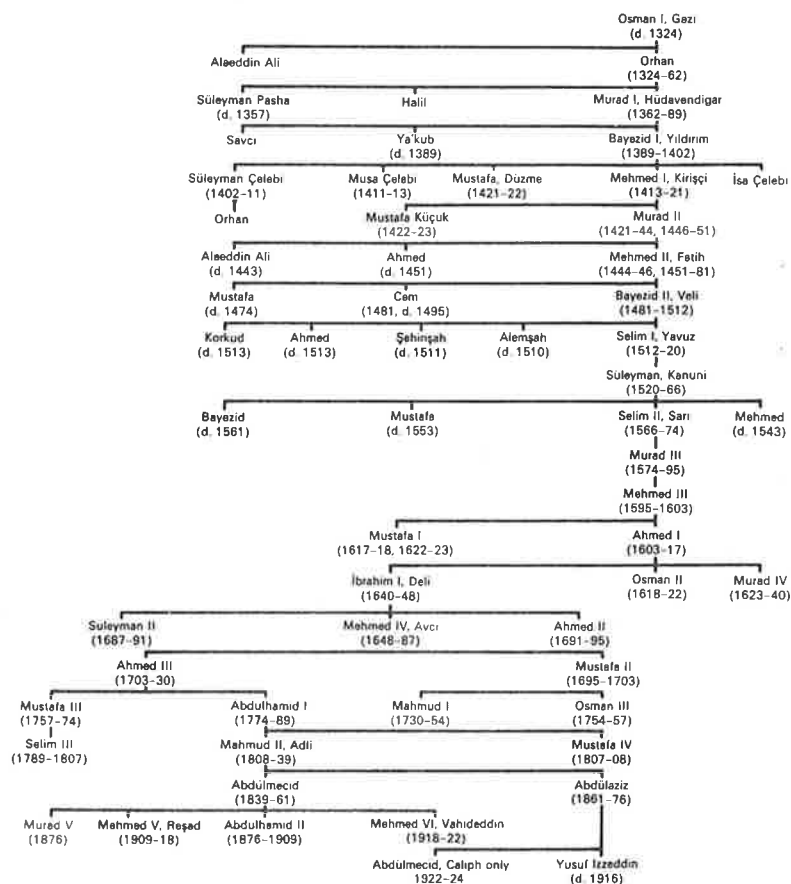 Osman I, Gazi
(d. 1324)
Alaeddin Ali
Orhan
(1324-62)
Süleyman Pasha
(d. 1357)
Halil
Murad I, Hüdavendigar
(1362-89)
Savcı
Ya'kub
(d. 1389)
Bayezid I, Yıldırım
(1389-1402)
Süleyman Çelebi
(1402-11)
Musa Çelebi
(1411-13)
Mustafa, Düzme
(1421-22)
Mehmed I, Kirişçi
(1413-21)
İsa Çelebi
Orhan
Mustafa Küçuk
(1422-23)
Murad II
(1421-44, 1446-51)
Alaeddin Ali
(d. 1443)
Ahmed
(d. 1451)
Mehmed II, Fatih
(1444-46, 1451-81)
Mustafa
(d. 1474)
Cem
(1481, d. 1495)
Bayezid II, Veli
(1481-1512)
Korkud
(d. 1513)
Ahmed
(d. 1513)
Şehinşah
(d. 1511)
Alemşah
(d. 1510)
Selim I, Yavuz
(1512-20)
Süleyman, Kanuni
(1520-66)
Bayezid
(d. 1561)
Mustafa
(d. 1553)
Selim II, Sarı
(1566-74)
Mehmed
(d. 1543)
Murad III
(1574-95)
Mehmed III
(1595-1603)
Mustafa I
(1617-18, 1622-23)
Ahmed I
(1603-17)
İbrahim I, Deli
(1640-48)
Osman II
(1618-22)
Murad IV
(1623-40)
Suleyman II
(1687-91)
Mehmed IV, Avcı
(1648-87)
Ahmed II
(1691-95)
Ahmed III
(1703-30)
Mustafa II
(1695-1703)
Mustafa III
(1757-74)
Abdulhamid I
(1774-89)
Mahmud I
(1730-54)
Osman III
(1754-57)
Selim III
(1789-1807)
Mahmud II, Adli
(1808-39)
Mustafa IV
(1807-08)
Abdülmecid
(1839-61)
Abdülaziz
(1861-76)
Murad V
(1876)
Mehmed V, Reşad
(1909-18)
Abdulhamid II
(1876-1909)
Mehmed VI, Vahideddin
(1918-22)
Abdülmecid, Caliph only
1922-24
Yusuf Izzeddin
(d. 1916)